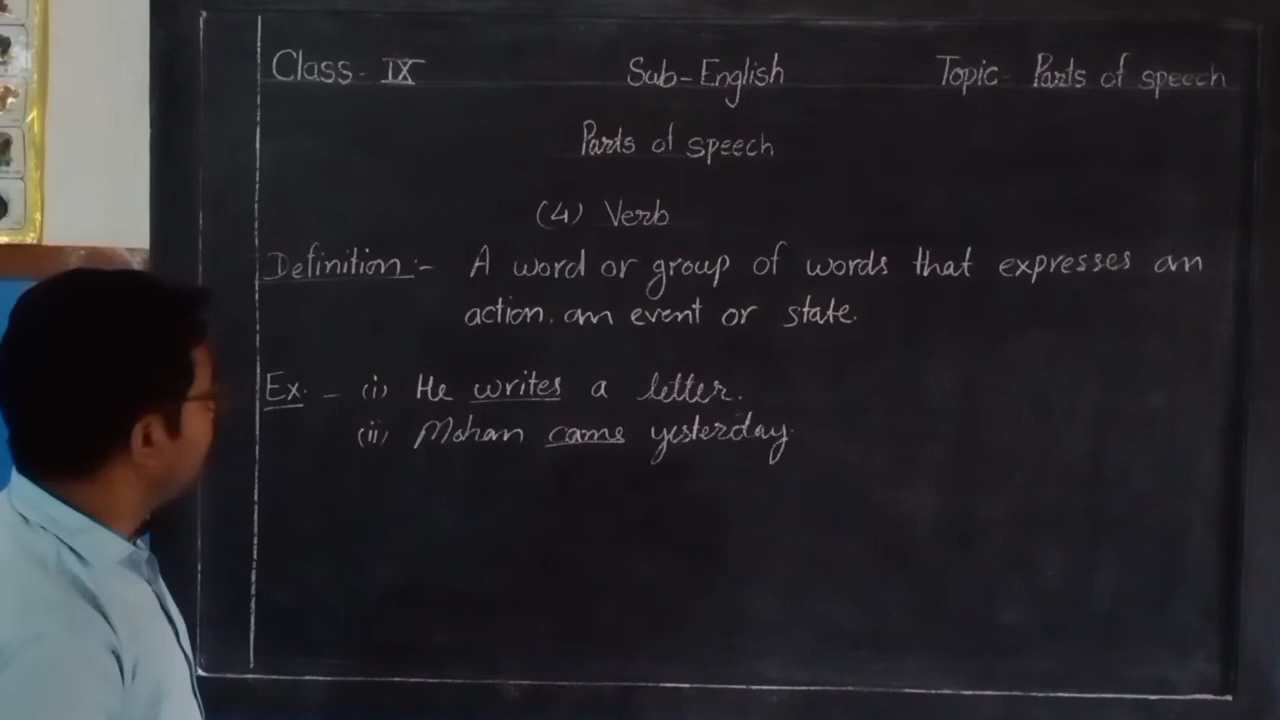 Class - IX Sub - English Topic - Parts of speech
Parts of speech
(4) Verb
Definition :- A word or group of words that expresses an
action, an event or state.
Ex. - (i) He writes a letter.
(ii) Mohan came yesterday.